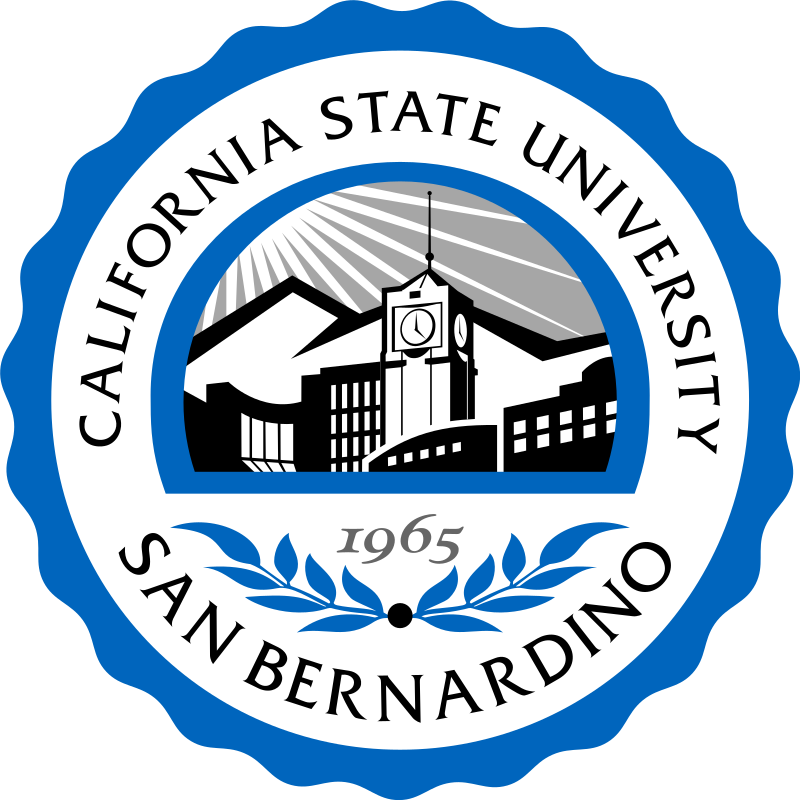 CALIFORNIA STATE UNIVERSITY
1965
SAN BERNARDINO